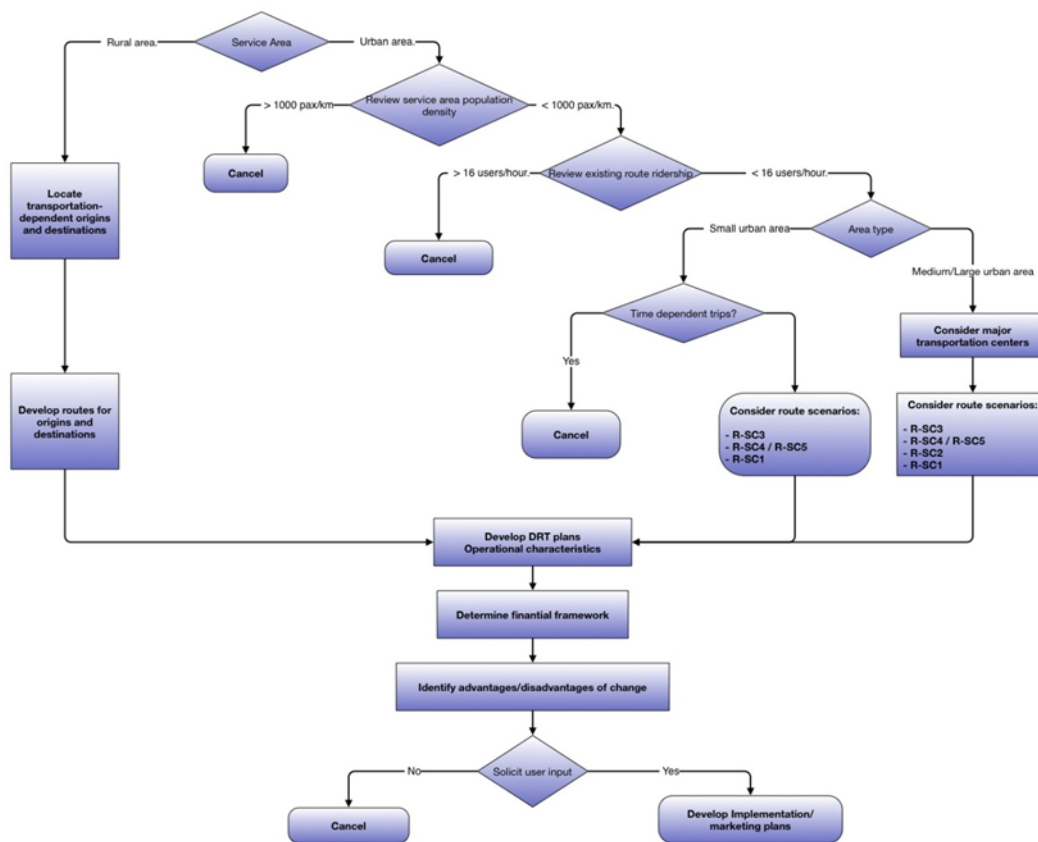 Rural area.
Service Area
Urban area.
> 1000 pax/km
Review service area population
density
< 1000 pax/km.
Cancel
> 16 users/hour.
Review existing route ridership
< 16 users/hour.
Locate
transportation-
dependent origins
and destinations
Small urban area
Area type
Cancel
Medium/Large urban area
Time dependent trips?
Consider major
transportation centers
Yes
Develop routes for
origins and
destinations
Cancel
Consider route scenarios:
- R-SC3
- R-SC4 / R-SC5
- R-SC1
Consider route scenarios:
- R-SC3
- R-SC4 / R-SC5
- R-SC2
- R-SC1
Develop DRT plans
Operational characteristics
Determine finantial framework
Identify advantages/disadvantages of change
No
Solicit user input
Yes
Cancel
Develop Implementation/
marketing plans